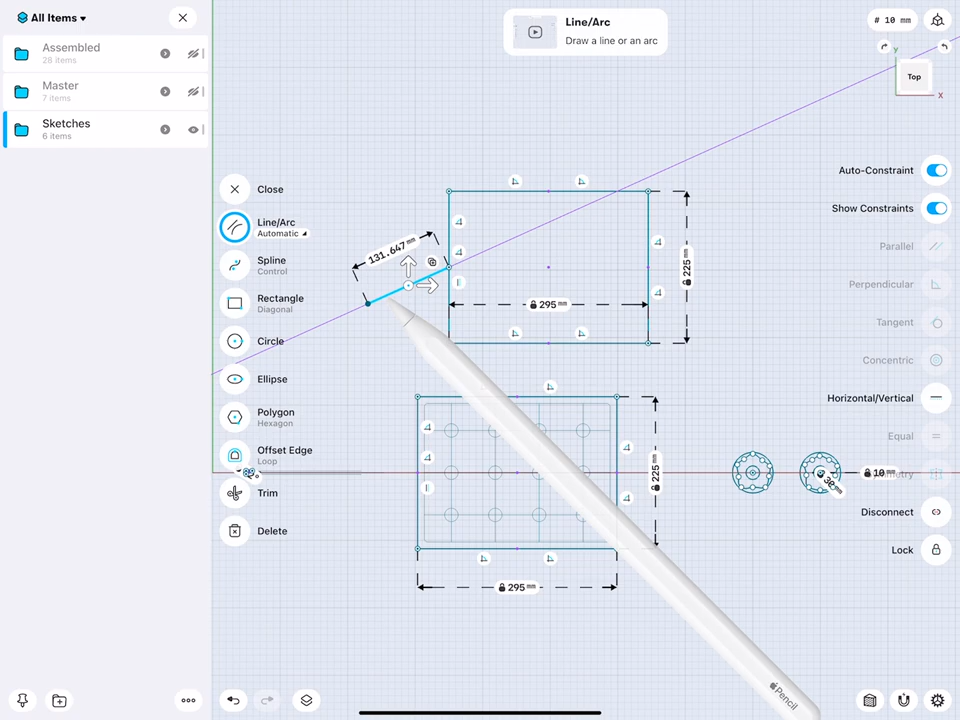 All Items
Assembled
28 items
Master
7 items
Sketches
6 items
Line/Arc
Draw a line or an arc
# 10 mm
y
Top
X
Close
Line/Arc
Automatic
Spline
Control
Rectangle
Diagonal
Circle
Ellipse
Polygon
Hexagon
Offset Edge
Loop
Trim
Delete
131.647 mm
295 mm
225 mm
225 mm
295 mm
10 mm
Auto-Constraint
Show Constraints
Parallel
Perpendicular
Tangent
Concentric
Horizontal/Vertical
Equal
Disconnect
Lock
Pencil